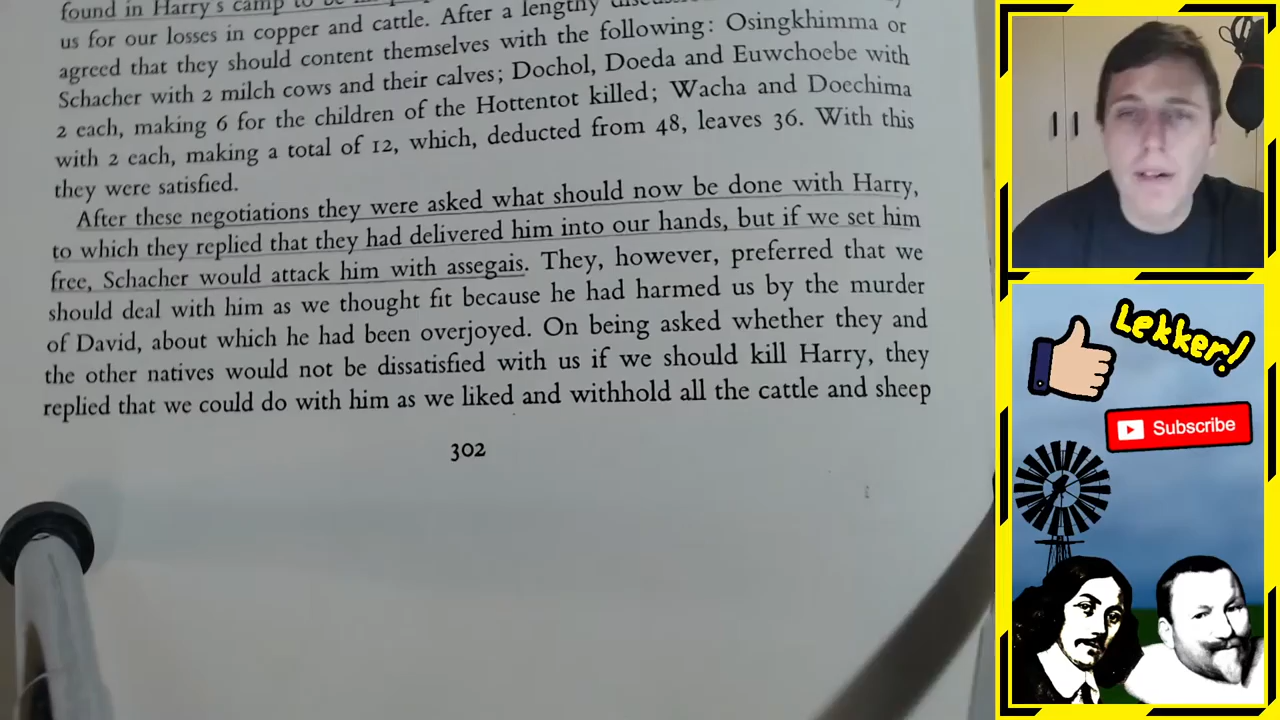 found in Harry's camp to be
us for our losses in copper and cattle. After a lengthy
agreed that they should content themselves with the following: Osingkhimma or
Schacher with 2 milch cows and their calves; Dochol, Doeda and Euwchoebe with
2 each, making 6 for the children of the Hottentot killed; Wacha and Doechima
with 2 each, making a total of 12, which, deducted from 48, leaves 36. With this
they were satisfied.
After these negotiations they were asked what should now be done with Harry,
to which they replied that they had delivered him into our hands, but if we set him
free, Schacher would attack him with assegais. They, however, preferred that we
should deal with him as we thought fit because he had harmed us by the murder
of David, about which he had been overjoyed. On being asked whether they and
the other natives would not be dissatisfied with us if we should kill Harry, they
replied that we could do with him as we liked and withhold all the cattle and sheep
302
Lekker!
Subscribe